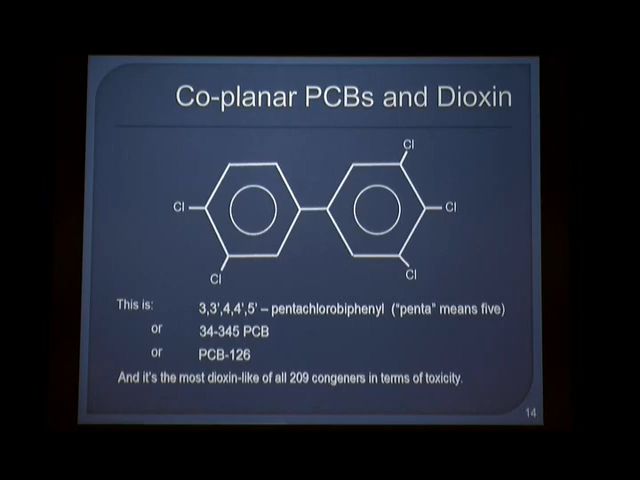 Co-planar PCBs and Dioxin
Cl
Cl
Cl
Cl
Cl
This is: 3,3',4,4',5' – pentachlorobiphenyl ("penta" means five)
or 34-345 PCB
or PCB-126
And it's the most dioxin-like of all 209 congeners in terms of toxicity.
14